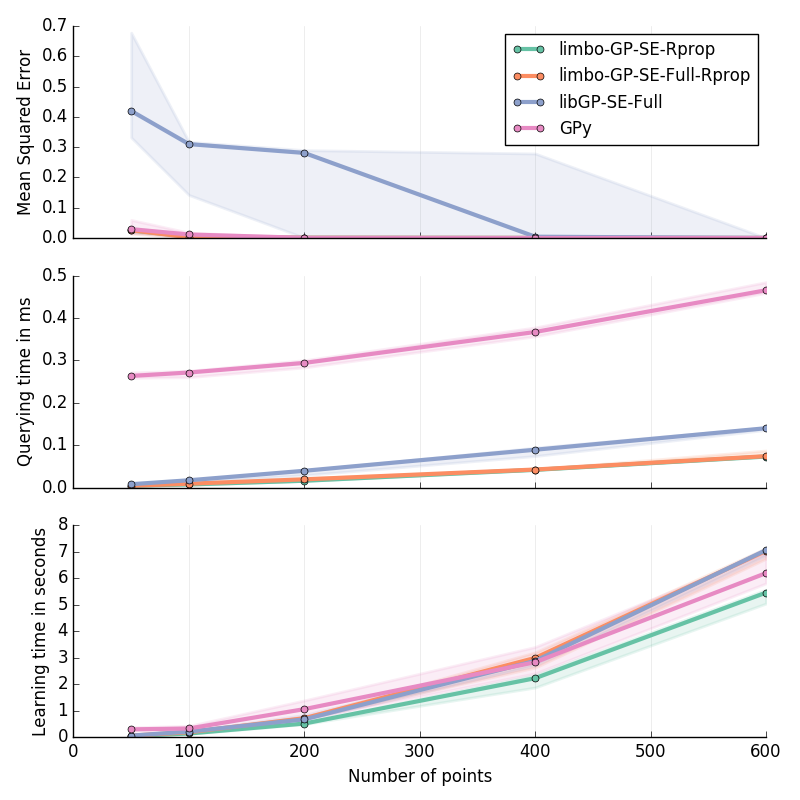 Mean Squared Error
0.7
0.6
0.5
0.4
0.3
0.2
0.1
0.0
limbo-GP-SE-Rprop
limbo-GP-SE-Full-Rprop
libGP-SE-Full
GPy
Querying time in ms
0.5
0.4
0.3
0.2
0.1
0.0
Learning time in seconds
8
7
6
5
4
3
2
1
0
0 100 200 300 400 500 600
Number of points